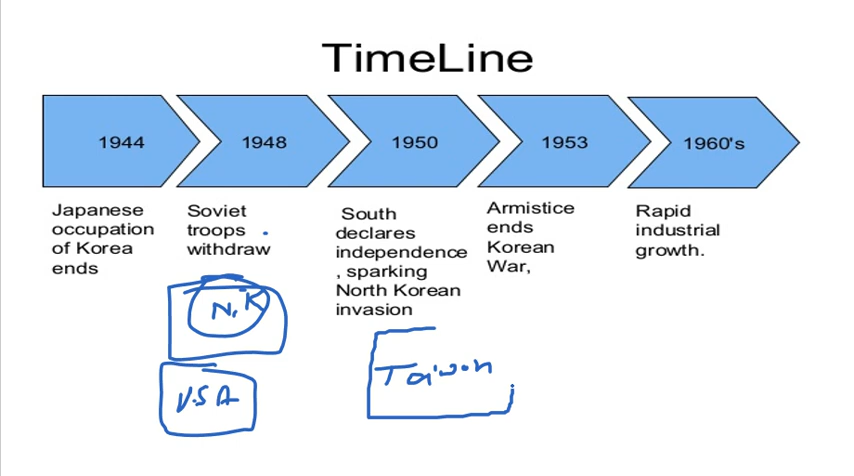 TimeLine
1944
1948
1950
1953
1960's
Japanese
occupation
of Korea
ends
Soviet
troops
withdraw
South
declares
independence
, sparking
North Korean
invasion
Armistice
ends
Korean
War,
Rapid
industrial
growth.
N.K
U.S.A
Taiwan